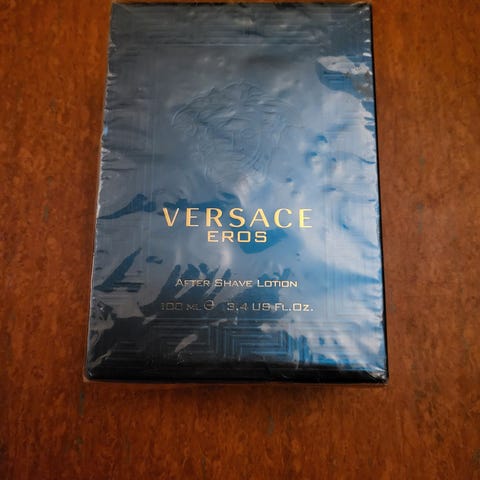 VERSACE
EROS
AFTER SHAVE LOTION
100 ML ℮ 3,4 US FL.OZ.